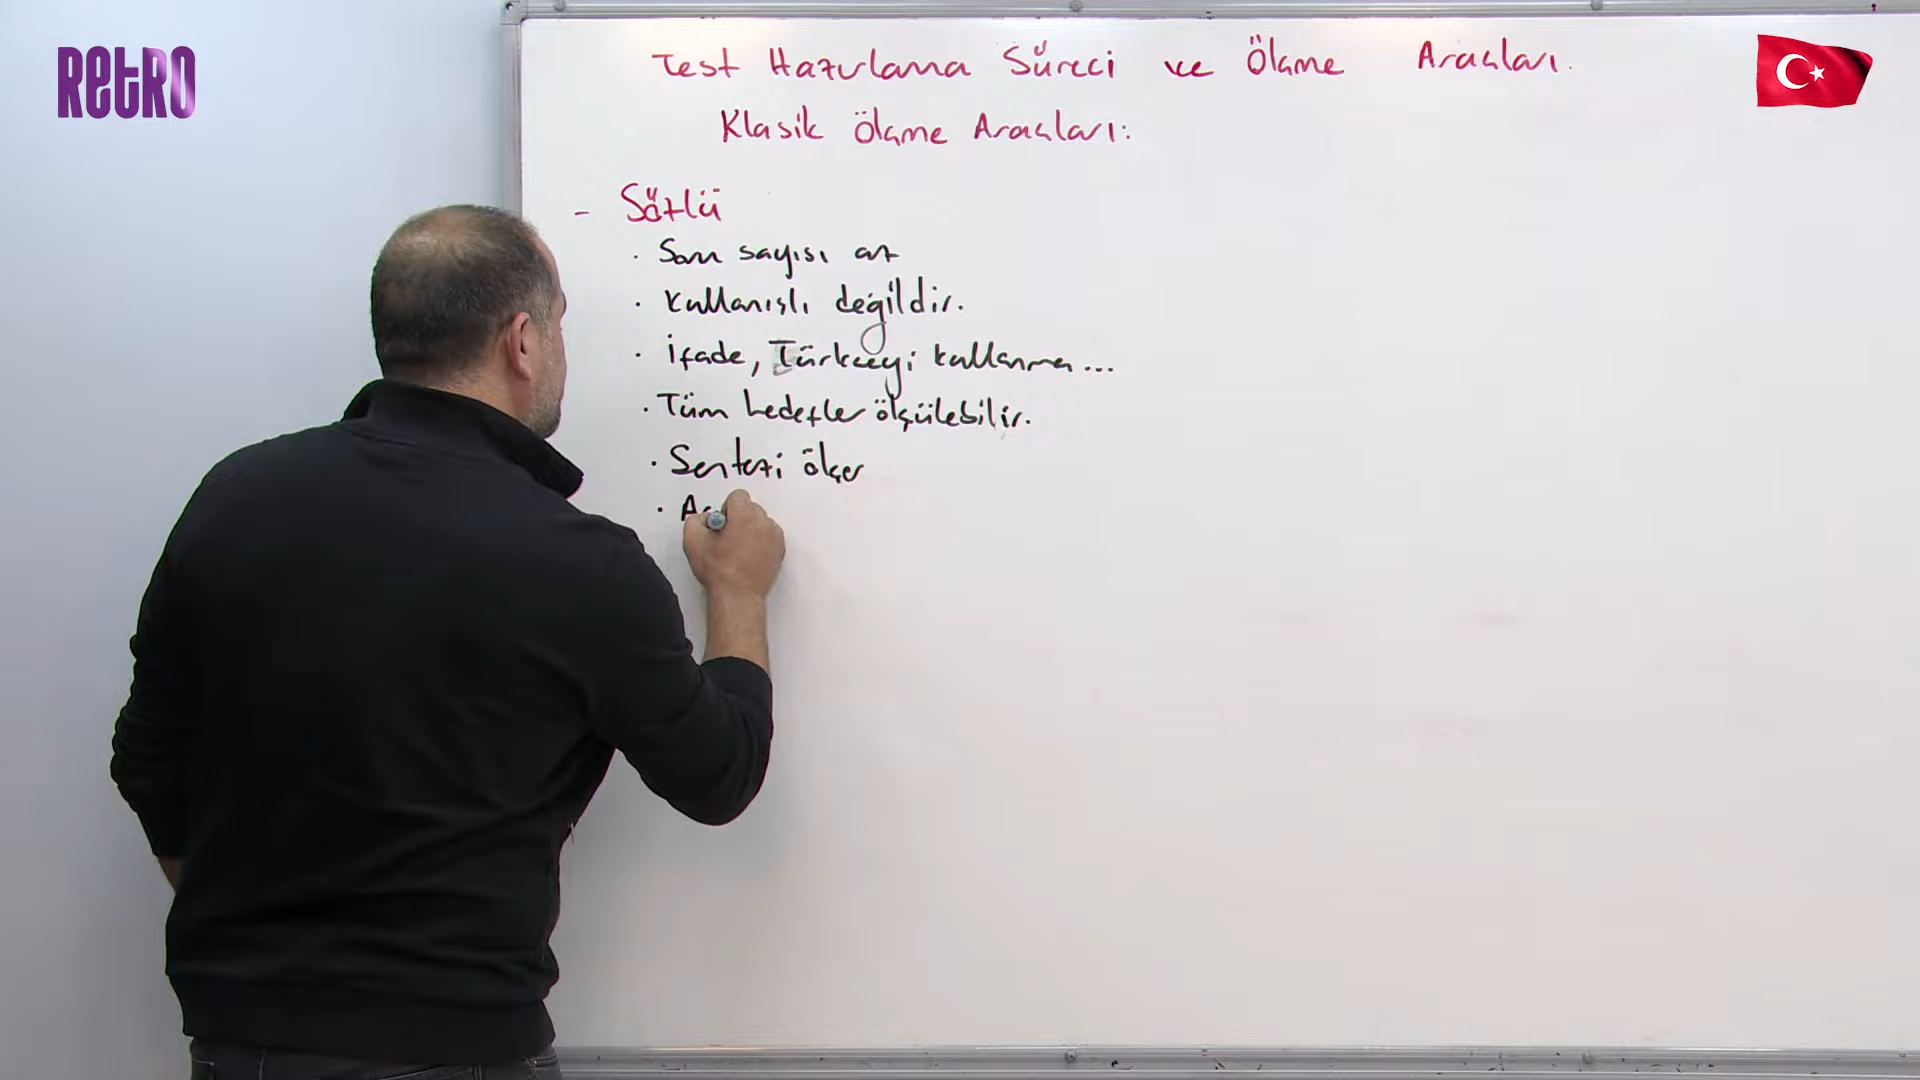 RETRO
Test Hazırlama Süreci ve Ölçme Araçları.
Klasik Ölçme Araçları:
- Sözlü
· Soru sayısı az
· Kullanışlı değildir.
· İfade, Türkçeyi kullanma...
· Tüm hedefler ölçülebilir.
· Sentezi ölçer
· Aç